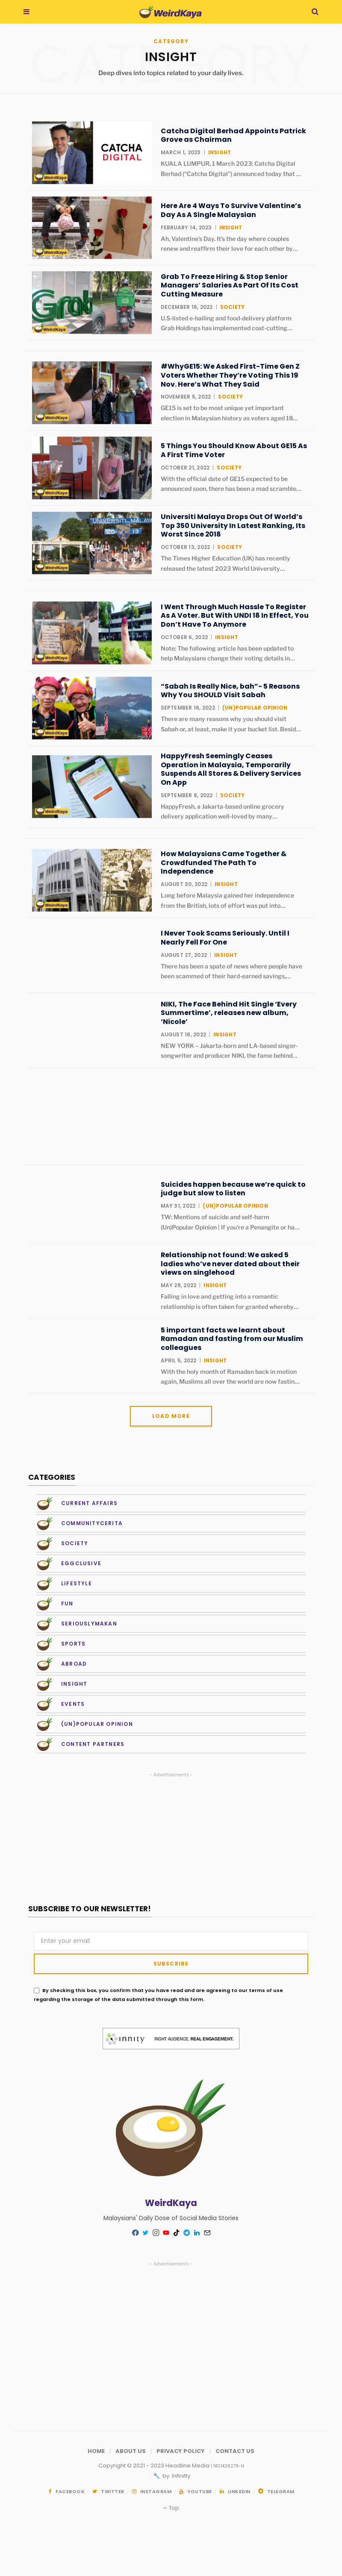 WeirdKaya
CATEGORY
INSIGHT
Deep dives into topics related to your daily lives.
CATCHA
DIGITAL
WeirdKaya
Catcha Digital Berhad Appoints Patrick
Grove as Chairman
MARCH 1, 2023 | INSIGHT
KUALA LUMPUR, 1 March 2023: Catcha Digital
Berhad (“Catcha Digital”) announced today that ...
WeirdKaya
Here Are 4 Ways To Survive Valentine’s
Day As A Single Malaysian
FEBRUARY 14, 2023 | INSIGHT
Ah, Valentine’s Day. It’s the day where couples
renew and reaffirm their love for each other by...
Grab
WeirdKaya
Grab To Freeze Hiring & Stop Senior
Managers’ Salaries As Part Of Its Cost
Cutting Measure
DECEMBER 16, 2022 | SOCIETY
U.S-listed e-hailing and food-delivery platform
Grab Holdings has implemented cost-cutting...
WeirdKaya
#WhyGE15: We Asked First-Time Gen Z
Voters Whether They’re Voting This 19
Nov. Here’s What They Said
NOVEMBER 5, 2022 | SOCIETY
GE15 is set to be most unique yet important
election in Malaysian history as voters aged 18...
WeirdKaya
5 Things You Should Know About GE15 As
A First Time Voter
OCTOBER 21, 2022 | SOCIETY
With the official date of GE15 expected to be
announced soon, there has been a mad scramble...
UNIVERSITI MALAYA
WeirdKaya
Universiti Malaya Drops Out Of World’s
Top 350 University In Latest Ranking, Its
Worst Since 2018
OCTOBER 13, 2022 | SOCIETY
The Times Higher Education (UK) has recently
released the latest 2023 World University...
WeirdKaya
I Went Through Much Hassle To Register
As A Voter. But With UNDI 18 In Effect, You
Don’t Have To Anymore
OCTOBER 6, 2022 | INSIGHT
Note: The following article has been updated to
help Malaysians change their voting details in...
WeirdKaya
“Sabah Is Really Nice, bah” - 5 Reasons
Why You SHOULD Visit Sabah
SEPTEMBER 16, 2022 | (UN)POPULAR OPINION
There are many reasons why you should visit
Sabah or, at least, make it your bucket list. Besid...
WeirdKaya
HappyFresh Seemingly Ceases
Operation in Malaysia, Temporarily
Suspends All Stores & Delivery Services
On App
SEPTEMBER 8, 2022 | SOCIETY
HappyFresh, a Jakarta-based online grocery
delivery application well-loved by many...
WeirdKaya
How Malaysians Came Together &
Crowdfunded The Path To
Independence
AUGUST 30, 2022 | INSIGHT
Long before Malaysia gained her independence
from the British, lots of effort was put into...
I Never Took Scams Seriously. Until I
Nearly Fell For One
AUGUST 27, 2022 | INSIGHT
There has been a spate of news where people have
been scammed of their hard-earned savings,...
NIKI, The Face Behind Hit Single ‘Every
Summertime’, releases new album,
‘Nicole’
AUGUST 18, 2022 | INSIGHT
NEW YORK – Jakarta-born and LA-based singer-
songwriter and producer NIKI, the fame behind...
Suicides happen because we’re quick to
judge but slow to listen
MAY 31, 2022 | (UN)POPULAR OPINION
TW: Mentions of suicide and self-harm
(Un)Popular Opinion | If you’re a Penangite or ha...
Relationship not found: We asked 5
ladies who’ve never dated about their
views on singlehood
MAY 28, 2022 | INSIGHT
Falling in love and getting into a romantic
relationship is often taken for granted whereby...
5 important facts we learnt about
Ramadan and fasting from our Muslim
colleagues
APRIL 5, 2022 | INSIGHT
With the holy month of Ramadan back in motion
again, Muslims all over the world are now fastin...
LOAD MORE
CATEGORIES
CURRENT AFFAIRS
COMMUNITYCERITA
SOCIETY
EGGCLUSIVE
LIFESTYLE
FUN
SERIOUSLYMAKAN
SPORTS
ABROAD
INSIGHT
EVENTS
(UN)POPULAR OPINION
CONTENT PARTNERS
- Advertisements -
SUBSCRIBE TO OUR NEWSLETTER!
Enter your email
SUBSCRIBE
By checking this box, you confirm that you have read and are agreeing to our terms of use
regarding the storage of the data submitted through this form.
innity RIGHT AUDIENCE. REAL ENGAGEMENT.
WeirdKaya
Malaysians' Daily Dose of Social Media Stories
- Advertisements -
HOME / ABOUT US / PRIVACY POLICY / CONTACT US
Copyright © 2021 - 2023 Headline Media
🔧 by Infinity
FACEBOOK / TWITTER / INSTAGRAM / YOUTUBE / LINKEDIN / TELEGRAM
Top